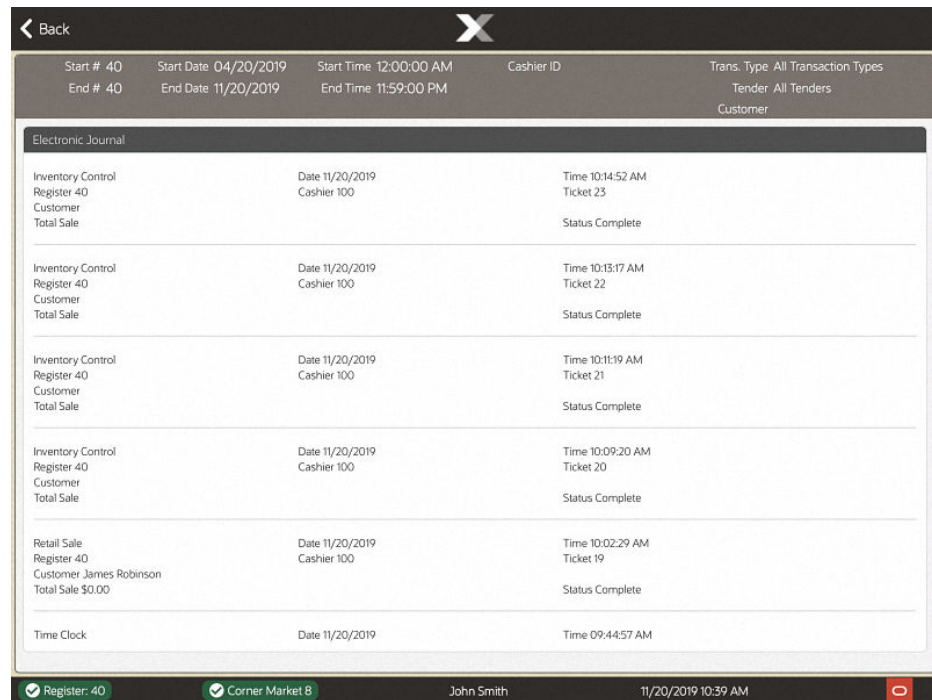 Back
Start # 40 Start Date 04/20/2019 Start Time 12:00:00 AM Cashier ID Trans. Type All Transaction Types
End # 40 End Date 11/20/2019 End Time 11:59:00 PM Tender All Tenders
Customer
Electronic Journal
Inventory Control Date 11/20/2019 Time 10:14:52 AM
Register 40 Cashier 100 Ticket 23
Customer
Total Sale Status Complete
Inventory Control Date 11/20/2019 Time 10:13:17 AM
Register 40 Cashier 100 Ticket 22
Customer
Total Sale Status Complete
Inventory Control Date 11/20/2019 Time 10:11:19 AM
Register 40 Cashier 100 Ticket 21
Customer
Total Sale Status Complete
Inventory Control Date 11/20/2019 Time 10:09:20 AM
Register 40 Cashier 100 Ticket 20
Customer
Total Sale Status Complete
Retail Sale Date 11/20/2019 Time 10:02:29 AM
Register 40 Cashier 100 Ticket 19
Customer James Robinson
Total Sale $0.00 Status Complete
Time Clock Date 11/20/2019 Time 09:44:57 AM
Register: 40 Corner Market 8 John Smith 11/20/2019 10:39 AM